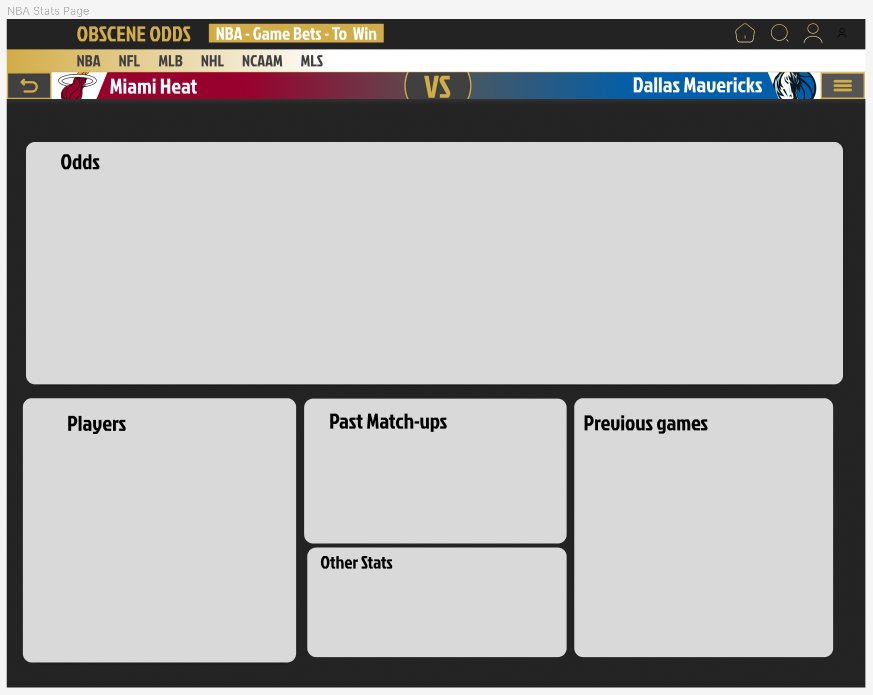 NBA Stats Page
OBSCENE ODDS
NBA - Game Bets - To Win
NBA NFL MLB NHL NCAAM MLS
Miami Heat VS Dallas Mavericks
Odds
Players
Past Match-ups
Previous games
Other Stats